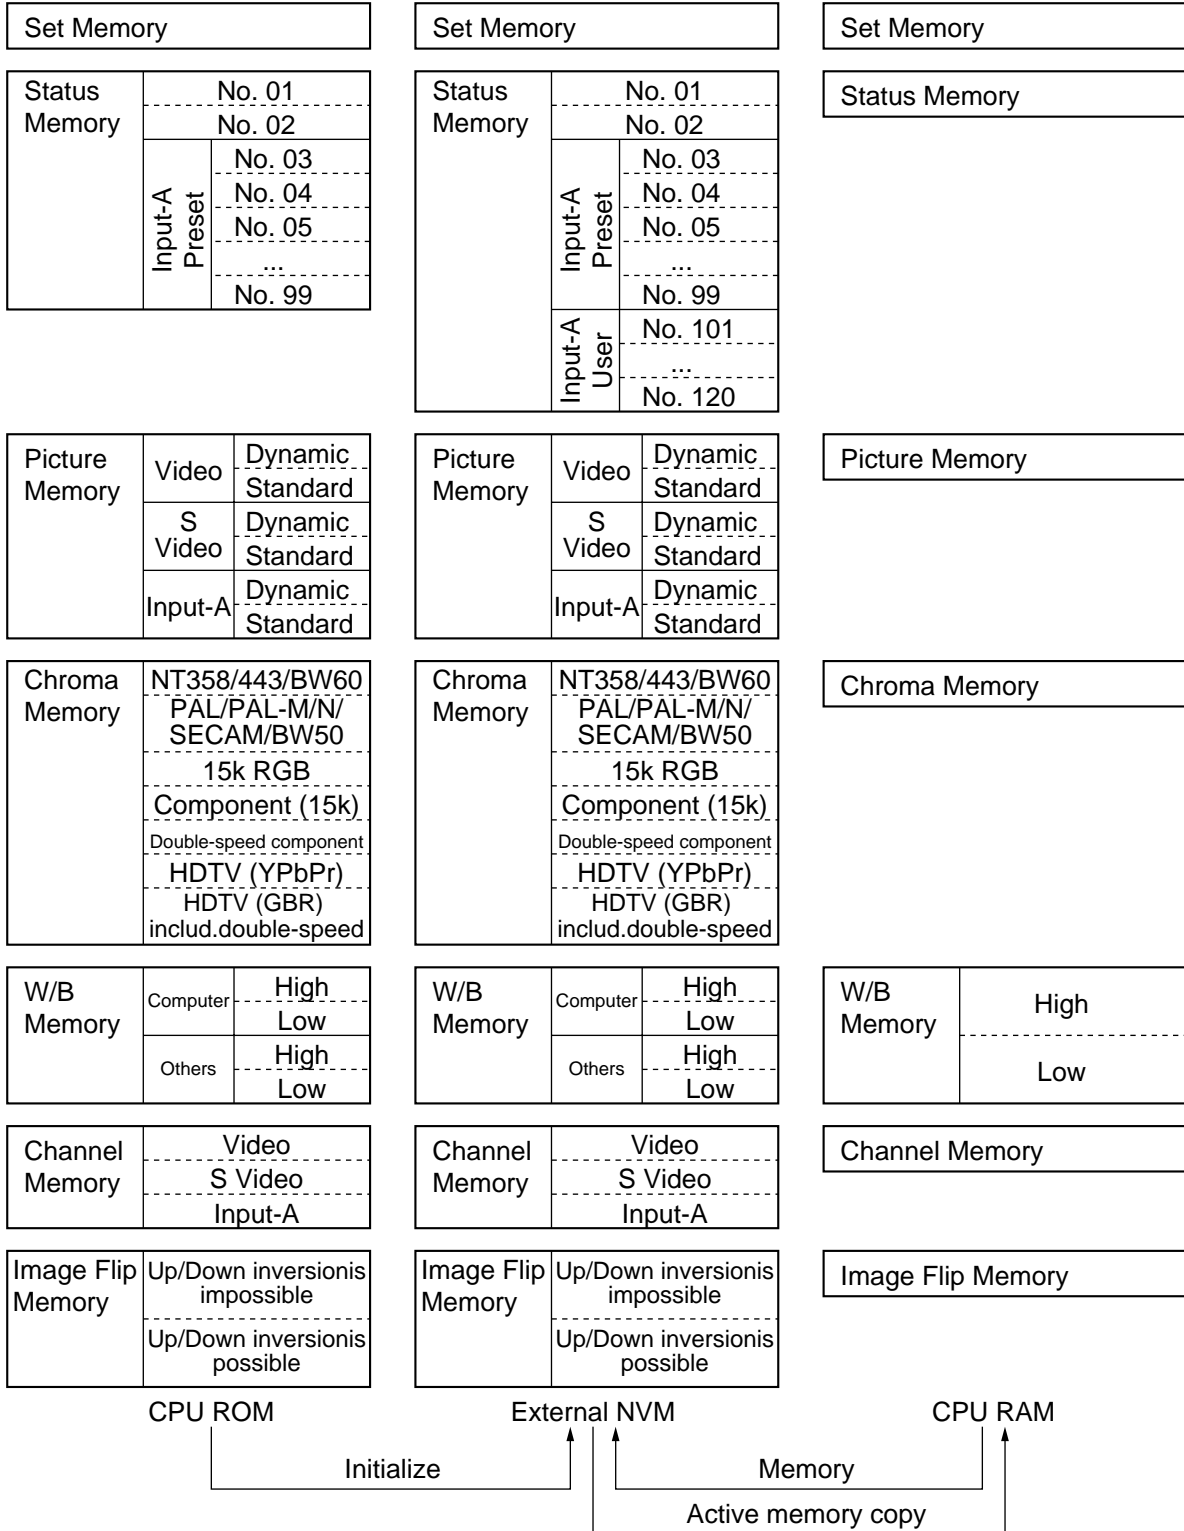 Set Memory
Set Memory
Set Memory
Status
Memory
No. 01
No. 02
Input-A
Preset
No. 03
No. 04
No. 05
...
No. 99
Status
Memory
No. 01
No. 02
Input-A
Preset
No. 03
No. 04
No. 05
...
No. 99
Input-A
User
No. 101
...
No. 120
Status Memory
Picture
Memory
Video
Dynamic
Standard
S
Video
Dynamic
Standard
Input-A
Dynamic
Standard
Picture
Memory
Video
Dynamic
Standard
S
Video
Dynamic
Standard
Input-A
Dynamic
Standard
Picture Memory
Chroma
Memory
NT358/443/BW60
PAL/PAL-M/N/
SECAM/BW50
15k RGB
Component (15k)
Double-speed component
HDTV (YPbPr)
HDTV (GBR)
includ.double-speed
Chroma
Memory
NT358/443/BW60
PAL/PAL-M/N/
SECAM/BW50
15k RGB
Component (15k)
Double-speed component
HDTV (YPbPr)
HDTV (GBR)
includ.double-speed
Chroma Memory
W/B
Memory
Computer
High
Low
Others
High
Low
W/B
Memory
Computer
High
Low
Others
High
Low
W/B
Memory
High
Low
Channel
Memory
Video
S Video
Input-A
Channel
Memory
Video
S Video
Input-A
Channel Memory
Image Flip
Memory
Up/Down inversionis
impossible
Up/Down inversionis
possible
Image Flip
Memory
Up/Down inversionis
impossible
Up/Down inversionis
possible
Image Flip Memory
CPU ROM
External NVM
CPU RAM
Initialize
Memory
Active memory copy